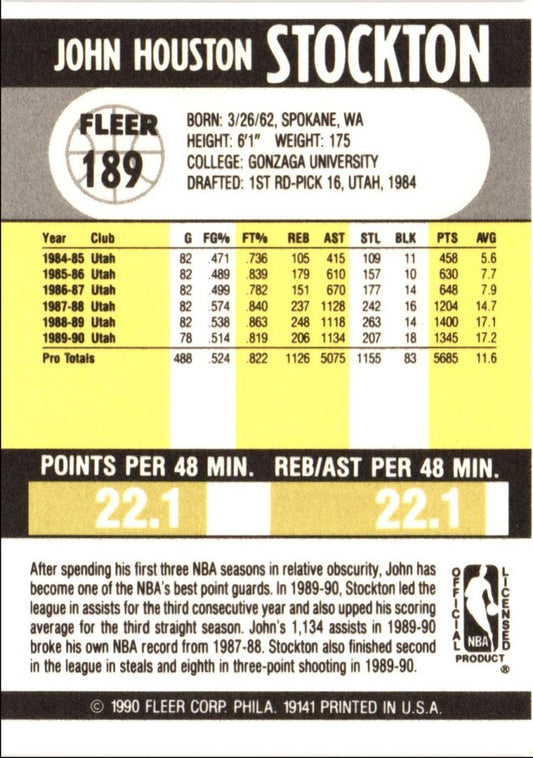 JOHN HOUSTON STOCKTON
FLEER
189
BORN: 3/26/62, SPOKANE, WA
HEIGHT: 6'1" WEIGHT: 175
COLLEGE: GONZAGA UNIVERSITY
DRAFTED: 1ST RD-PICK 16, UTAH, 1984
Year Club G FG% FT% REB AST STL BLK PTS AVG
1984-85 Utah 82 .471 .736 105 415 109 11 458 5.6
1985-86 Utah 82 .489 .839 179 610 157 10 630 7.7
1986-87 Utah 82 .499 .782 151 670 177 14 648 7.9
1987-88 Utah 82 .574 .840 237 1128 242 16 1204 14.7
1988-89 Utah 82 .538 .863 248 1118 263 14 1400 17.1
1989-90 Utah 78 .514 .819 206 1134 207 18 1345 17.2
Pro Totals 488 .524 .822 1126 5075 1155 83 5685 11.6
POINTS PER 48 MIN. REB/AST PER 48 MIN.
22.1 22.1
After spending his first three NBA seasons in relative obscurity, John has
become one of the NBA's best point guards. In 1989-90, Stockton led the
league in assists for the third consecutive year and also upped his scoring
average for the third straight season. John's 1,134 assists in 1989-90
broke his own NBA record from 1987-88. Stockton also finished second
in the league in steals and eighth in three-point shooting in 1989-90.
OFFICIAL
NBA
LICENSED
PRODUCT ®
© 1990 FLEER CORP. PHILA. 19141 PRINTED IN U.S.A.